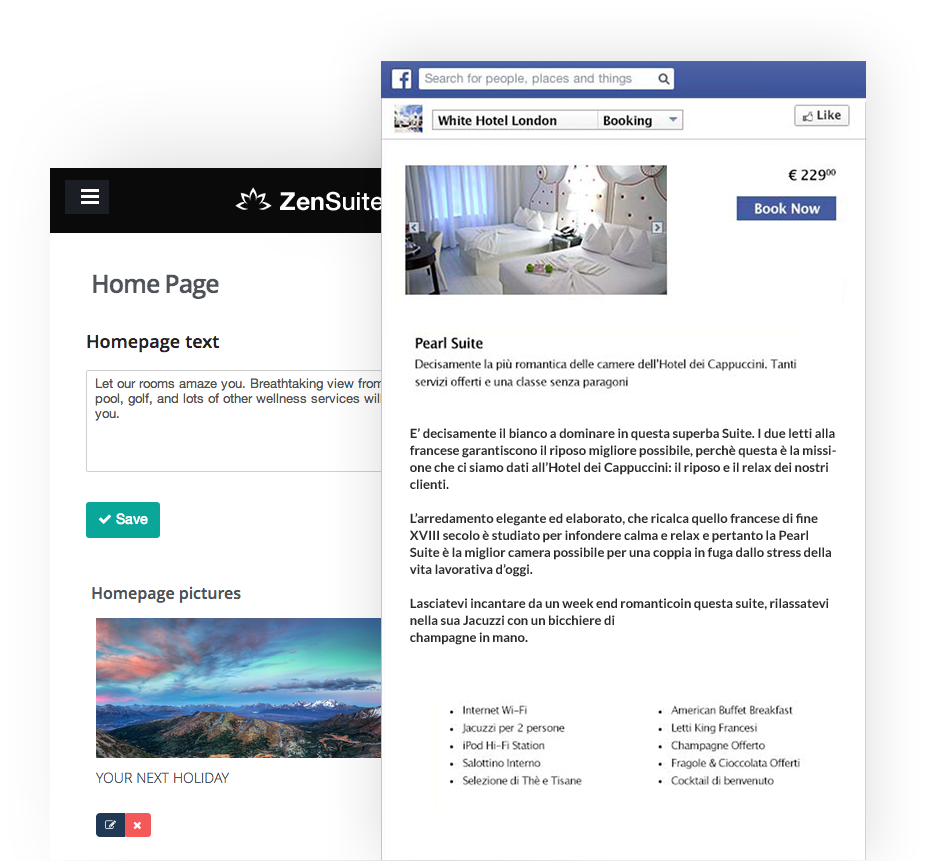 ZenSuite
Home Page
Homepage text
Let our rooms amaze you. Breathtaking view from
pool, golf, and lots of other wellness services will
you.
Save
Homepage pictures
YOUR NEXT HOLIDAY
f
Search for people, places and things
White Hotel London
Booking
Like
€ 229⁰⁰
Book Now
Pearl Suite
Decisamente la più romantica delle camere dell'Hotel dei Cappuccini. Tanti
servizi offerti e una classe senza paragoni
E' decisamente il bianco a dominare in questa superba Suite. I due letti alla
francese garantiscono il riposo migliore possibile, perchè questa è la missi-
one che ci siamo dati all'Hotel dei Cappuccini: il riposo e il relax dei nostri
clienti.
L'arredamento elegante ed elaborato, che ricalca quello francese di fine
XVIII secolo è studiato per infondere calma e relax e pertanto la Pearl
Suite è la miglior camera possibile per una coppia in fuga dallo stress della
vita lavorativa d'oggi.
Lasciatevi incantare da un week end romanticoin questa suite, rilassatevi
nella sua Jacuzzi con un bicchiere di
champagne in mano.
• Internet Wi-Fi
• Jacuzzi per 2 persone
• iPod Hi-Fi Station
• Salottino Interno
• Selezione di Thè e Tisane
• American Buffet Breakfast
• Letti King Francesi
• Champagne Offerto
• Fragole & Cioccolata Offerti
• Cocktail di benvenuto